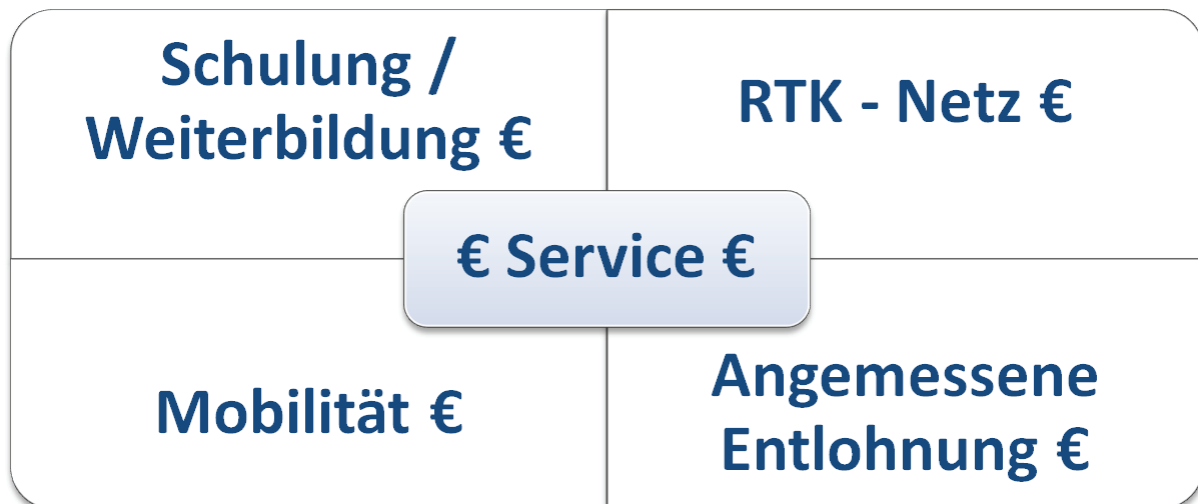 Schulung /
Weiterbildung €
RTK - Netz €
€ Service €
Mobilität €
Angemessene
Entlohnung €